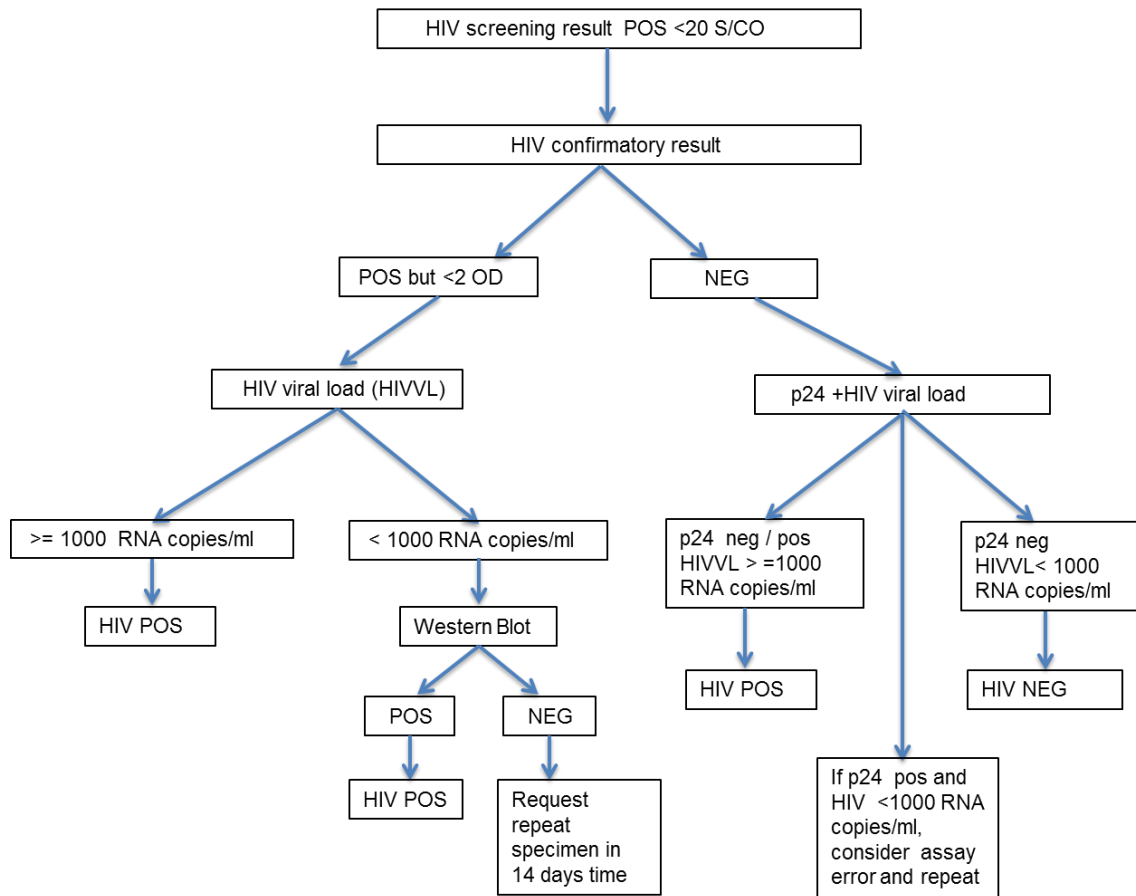 HIV screening result POS <20 S/CO
HIV confirmatory result
POS but <2 OD
NEG
HIV viral load (HIVVL)
p24 +HIV viral load
>= 1000 RNA copies/ml
< 1000 RNA copies/ml
p24 neg / pos
HIVVL > =1000
RNA copies/ml
p24 neg
HIVVL< 1000
RNA copies/ml
HIV POS
Western Blot
HIV POS
HIV NEG
POS
NEG
HIV POS
Request
repeat
specimen in
14 days time
If p24 pos and
HIV <1000 RNA
copies/ml,
consider assay
error and repeat